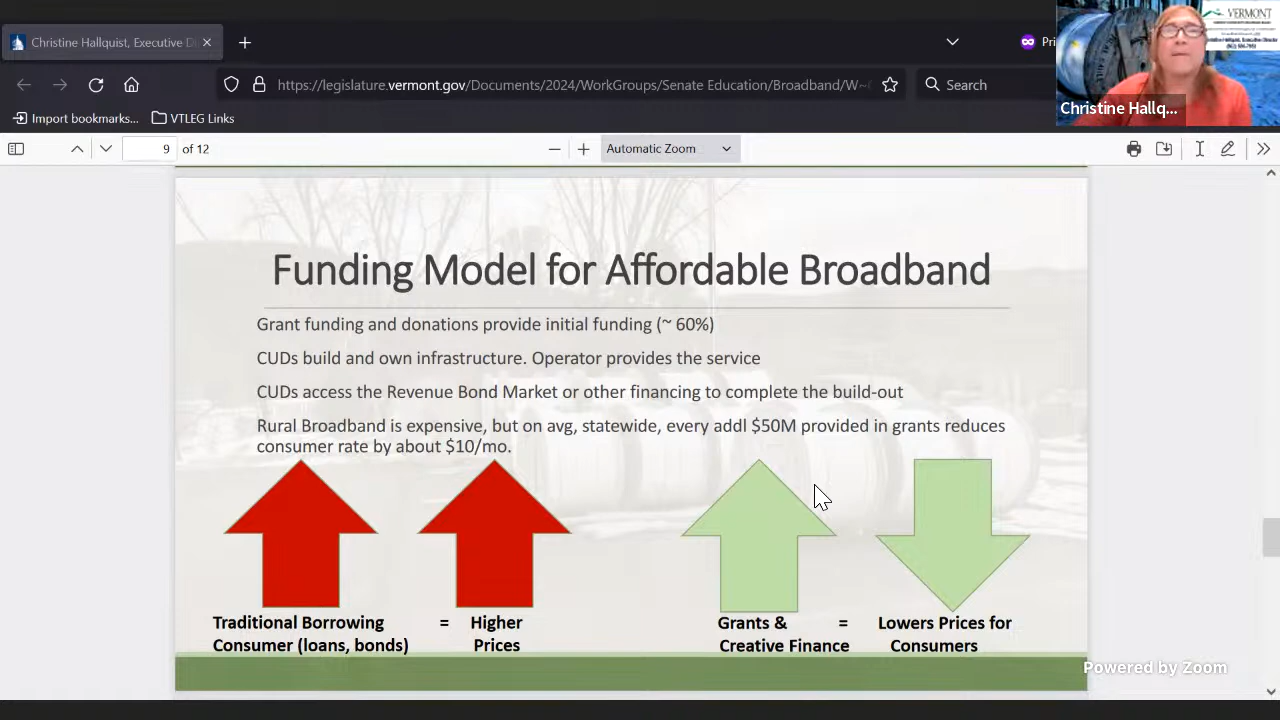 Christine Hallquist, Executive Di
https://legislature.vermont.gov/Documents/2024/WorkGroups/Senate Education/Broadband/W~
Search
Pri
VERMONT
Christine Hallq...
Import bookmarks...
VTLEG Links
9 of 12
Automatic Zoom
Funding Model for Affordable Broadband
Grant funding and donations provide initial funding (~ 60%)
CUDs build and own infrastructure. Operator provides the service
CUDs access the Revenue Bond Market or other financing to complete the build-out
Rural Broadband is expensive, but on avg, statewide, every addl $50M provided in grants reduces
consumer rate by about $10/mo.
Traditional Borrowing = Higher
Consumer (loans, bonds) Prices
Grants & = Lowers Prices for
Creative Finance Consumers
Powered by Zoom